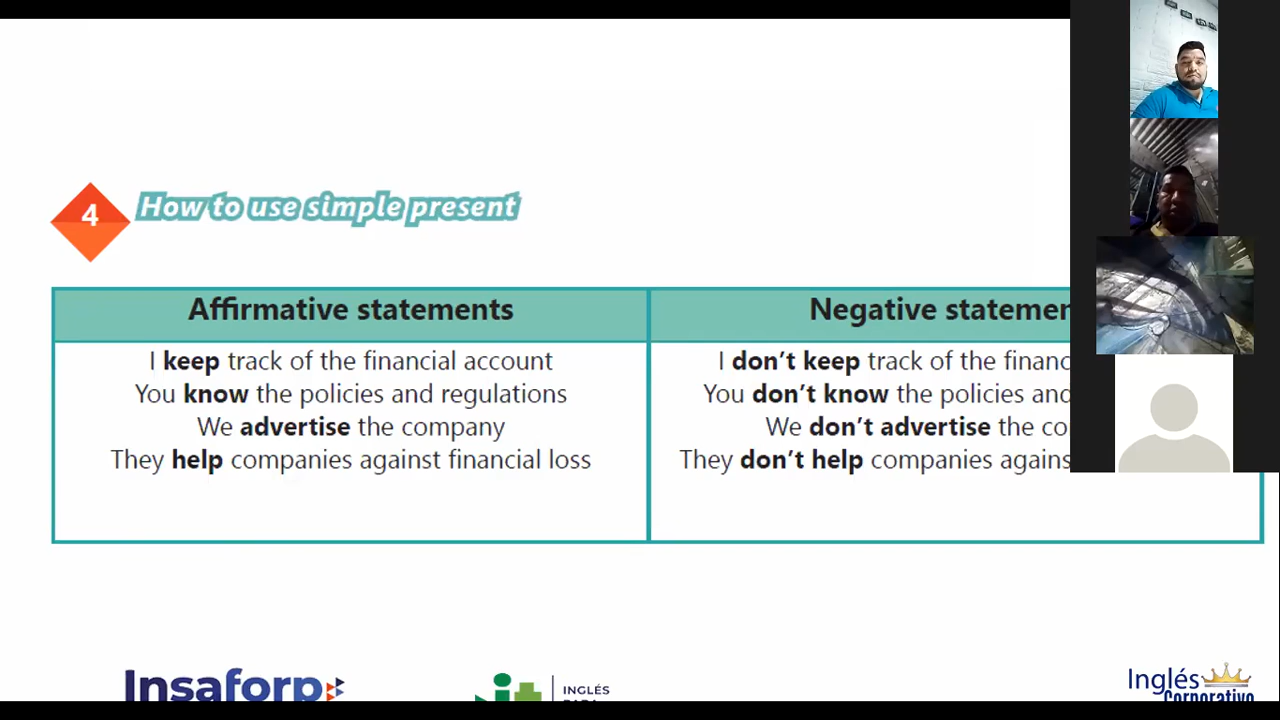 4
How to use simple present
Affirmative statements
I keep track of the financial account
You know the policies and regulations
We advertise the company
They help companies against financial loss
Negative statemen
I don't keep track of the financ
You don't know the policies and
We don't advertise the co
They don't help companies agains
Insaforp
INGLÉS
Inglés
Corporativo